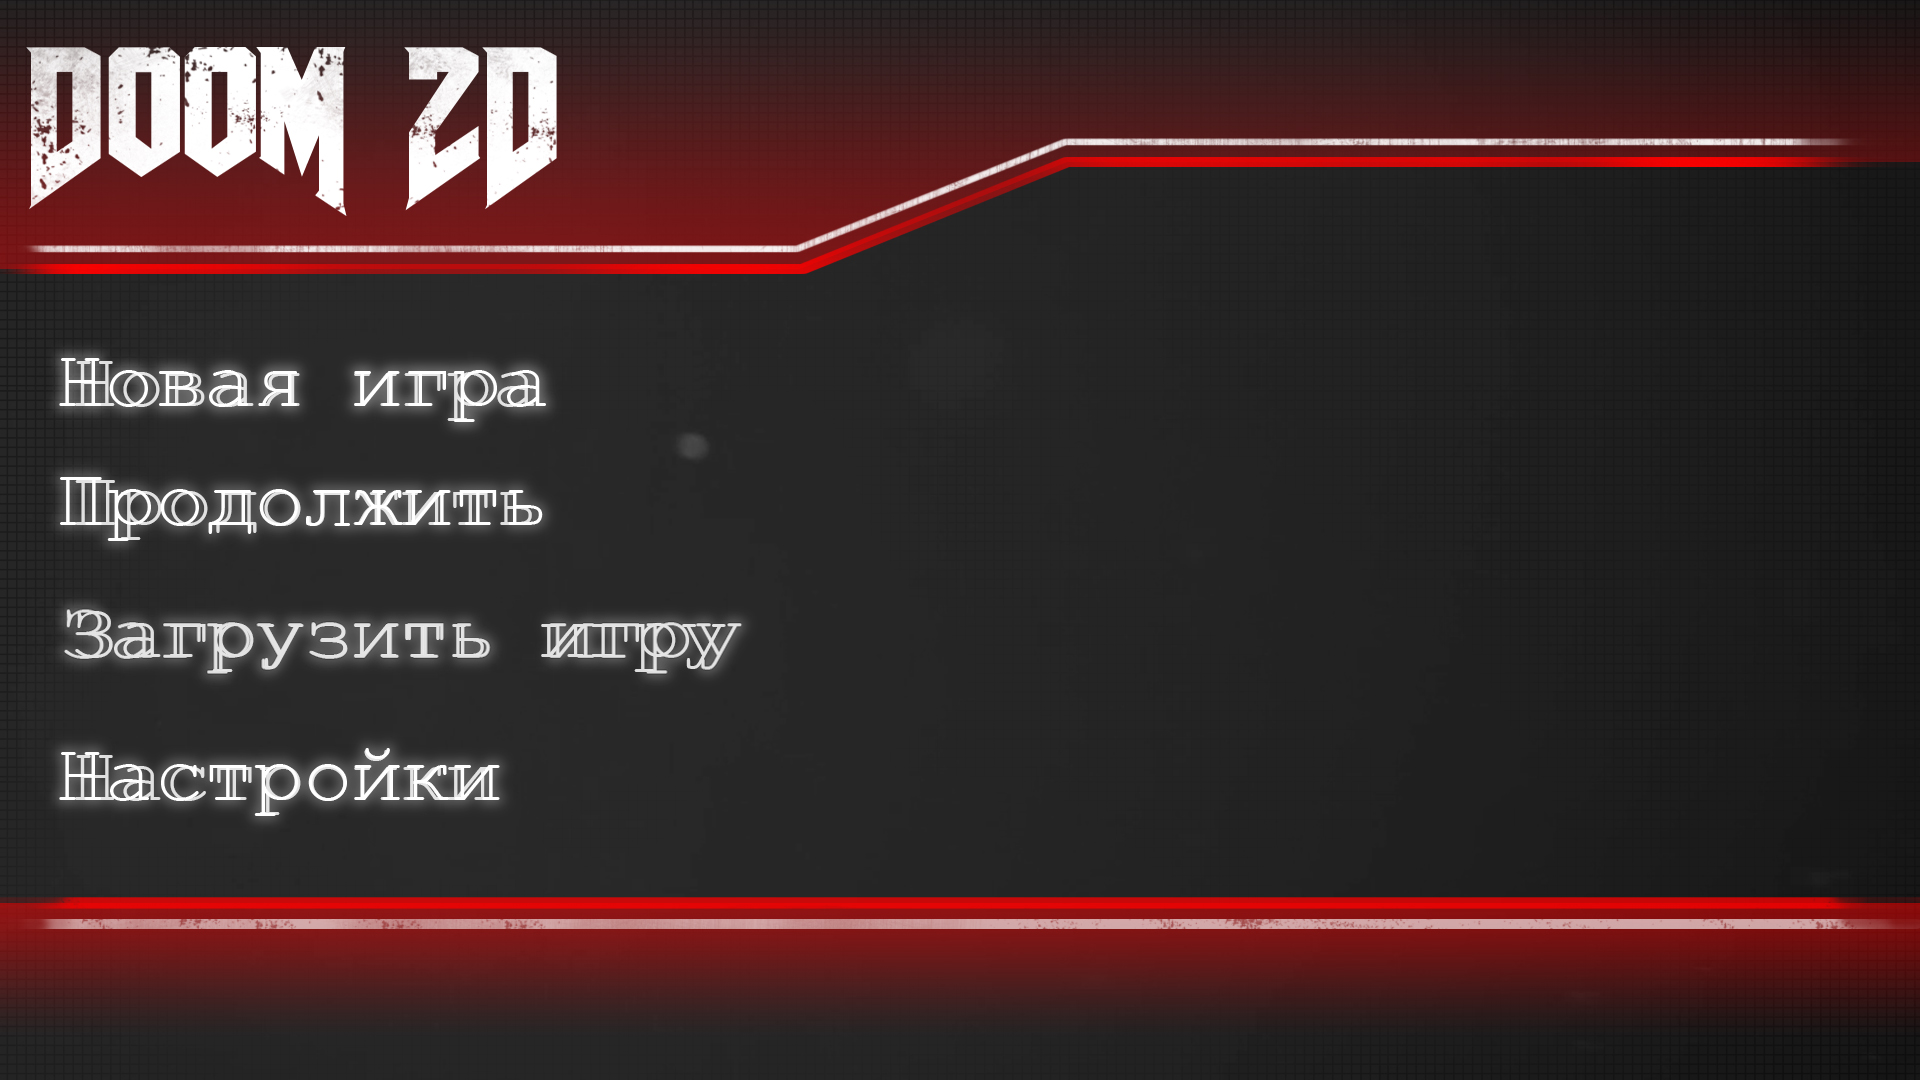 DOOM 2D
Новая игра
Продолжить
Загрузить игру
Настройки